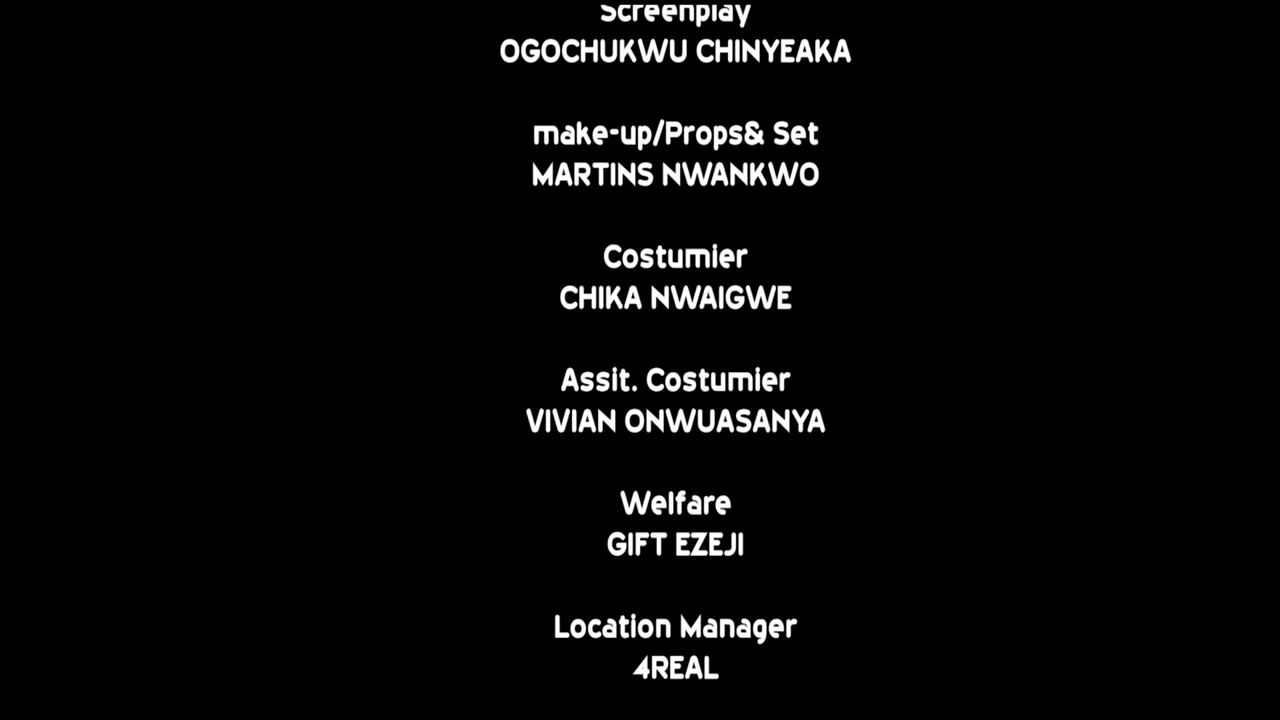 Screenplay
OGOCHUKWU CHINYEAKA
make-up/Props& Set
MARTINS NWANKWO
Costumier
CHIKA NWAIGWE
Assit. Costumier
VIVIAN ONWUASANYA
Welfare
GIFT EZEJI
Location Manager
4REAL